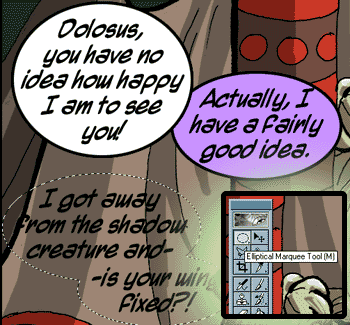 Dolosus,
you have no
idea how happy
I am to see
you!
Actually, I
have a fairly
good idea.
I got away
from the shadow
creature and-
-is your wing
fixed?!
Elliptical Marquee Tool (M)